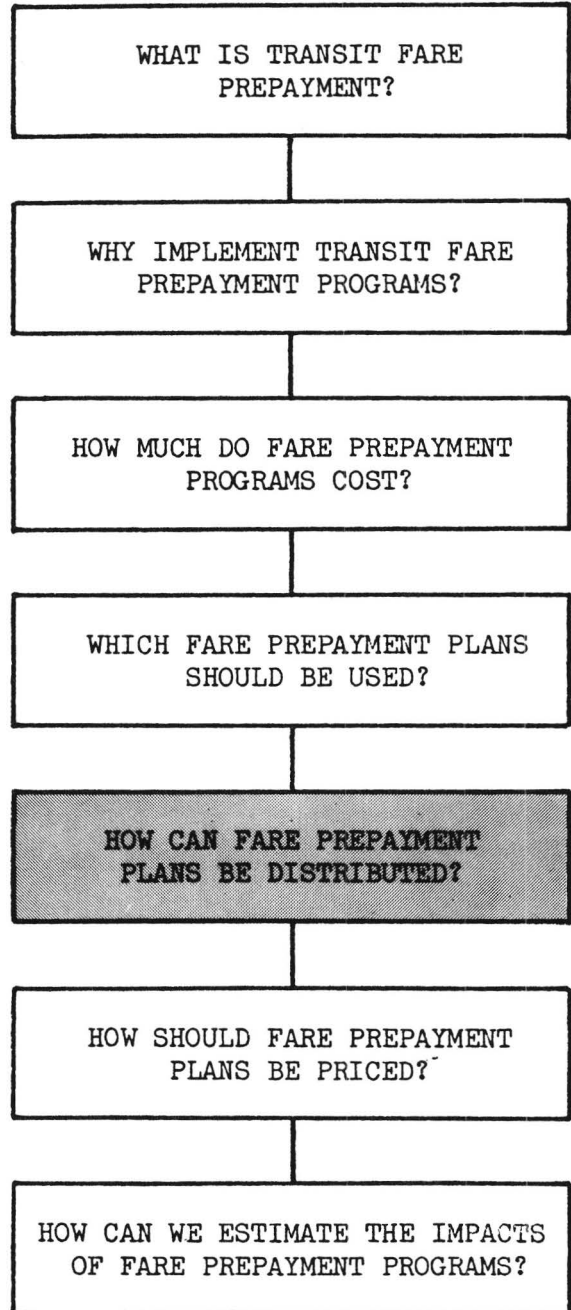 WHAT IS TRANSIT FARE
PREPAYMENT?
WHY IMPLEMENT TRANSIT FARE
PREPAYMENT PROGRAMS?
HOW MUCH DO FARE PREPAYMENT
PROGRAMS COST?
WHICH FARE PREPAYMENT PLANS
SHOULD BE USED?
HOW CAN FARE PREPAYMENT
PLANS BE DISTRIBUTED?
HOW SHOULD FARE PREPAYMENT
PLANS BE PRICED?
HOW CAN WE ESTIMATE THE IMPACTS
OF FARE PREPAYMENT PROGRAMS?